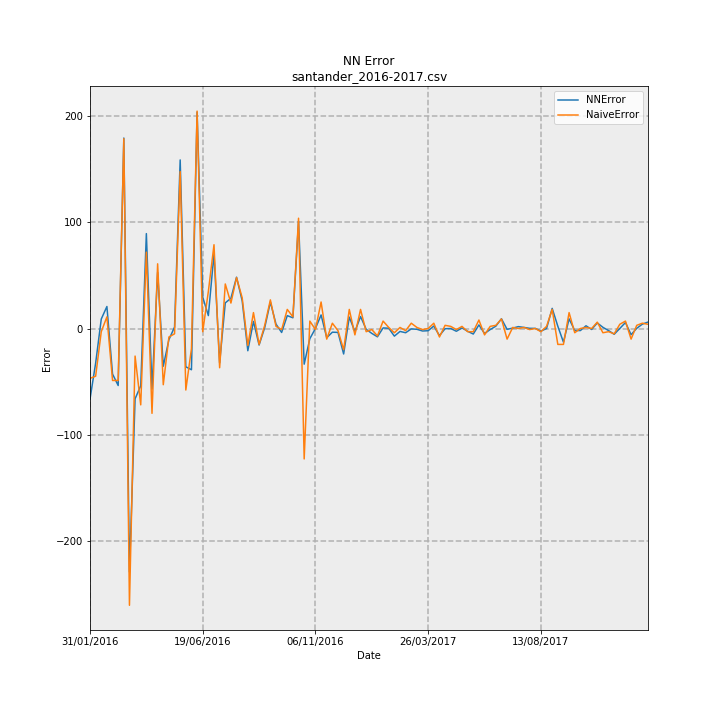 NN Error
santander_2016-2017.csv
NNError
NaiveError
200
100
0
−100
−200
Error
31/01/2016 19/06/2016 06/11/2016 26/03/2017 13/08/2017
Date